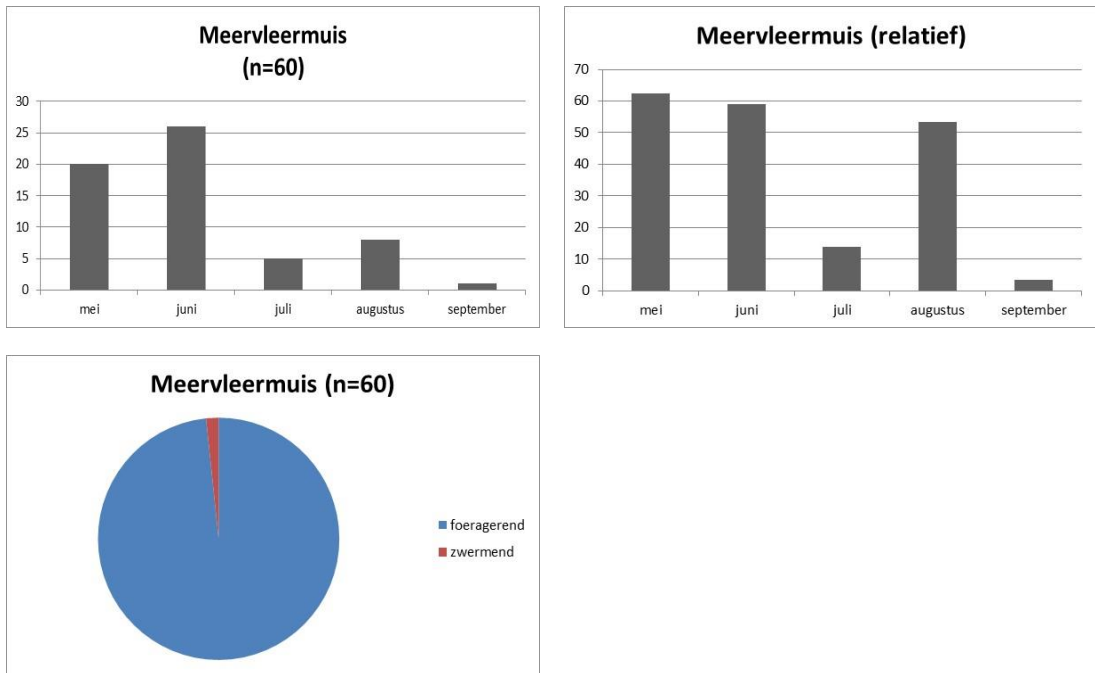 Meervleermuis
(n=60)
30
25
20
15
10
5
0
mei juni juli augustus september
Meervleermuis (relatief)
70
60
50
40
30
20
10
0
mei juni juli augustus september
Meervleermuis (n=60)
foeragerend
zwermend